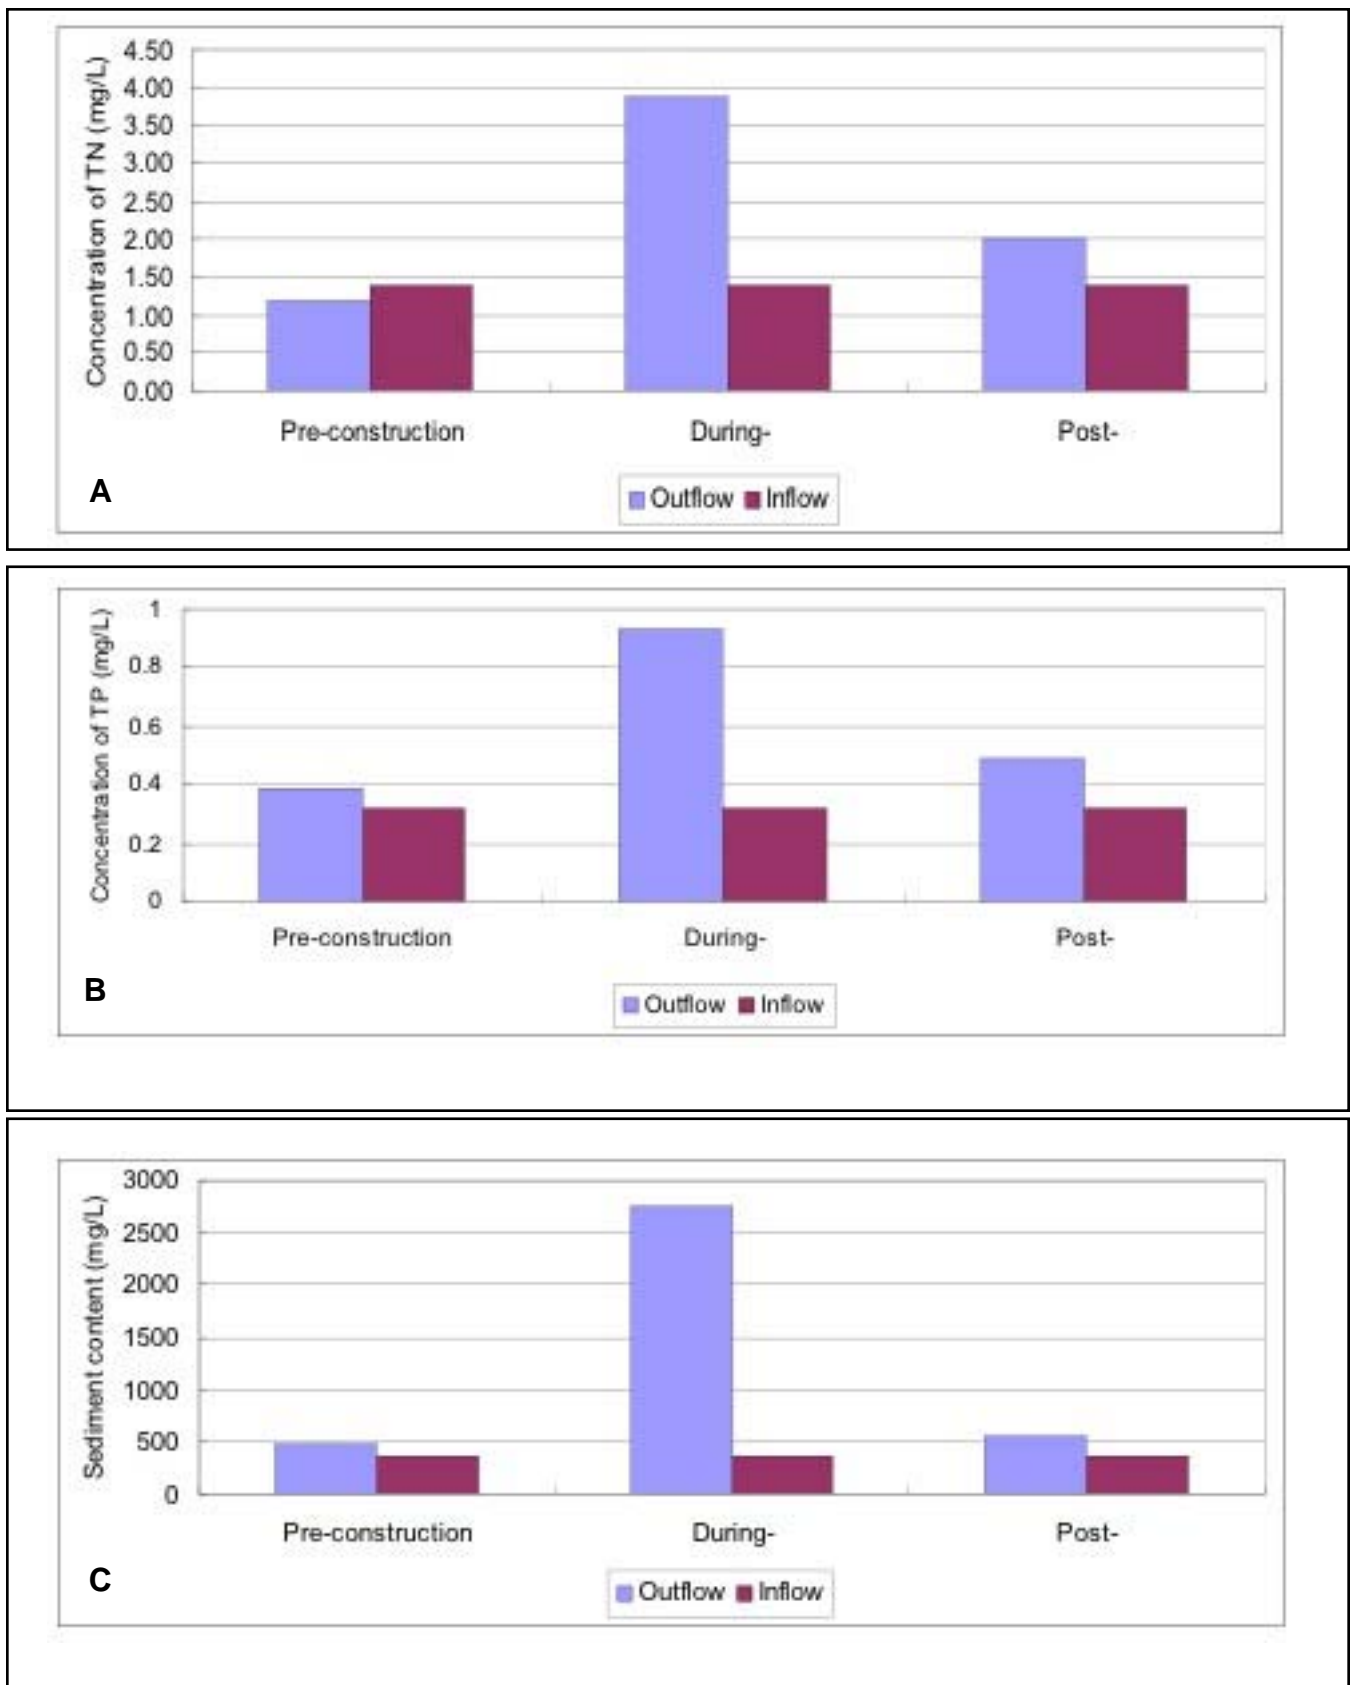 Concentration of TN (mg/L)
4.50
4.00
3.50
3.00
2.50
2.00
1.50
1.00
0.50
0.00
Pre-construction During- Post-
A
Outflow Inflow
Concentration of TP (mg/L)
1
0.8
0.6
0.4
0.2
0
Pre-construction During- Post-
B
Outflow Inflow
Sediment content (mg/L)
3000
2500
2000
1500
1000
500
0
Pre-construction During- Post-
C
Outflow Inflow